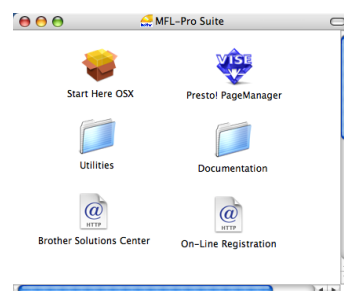 MFL-Pro Suite
Start Here OSX
Presto! PageManager
Utilities
Documentation
HTTP
HTTP
Brother Solutions Center
On-Line Registration